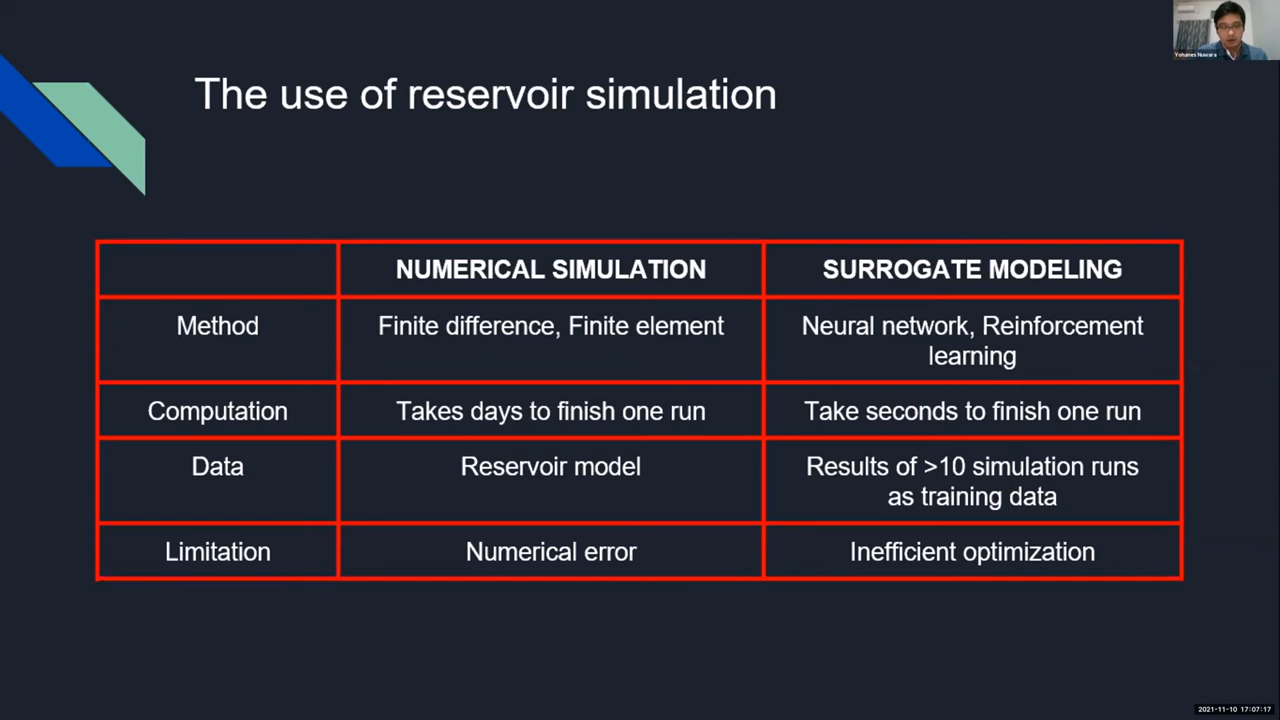 Yohanes Nuwara
The use of reservoir simulation
NUMERICAL SIMULATION
SURROGATE MODELING
Method
Finite difference, Finite element
Neural network, Reinforcement
learning
Computation
Takes days to finish one run
Take seconds to finish one run
Data
Reservoir model
Results of >10 simulation runs
as training data
Limitation
Numerical error
Inefficient optimization
2021-11-10 17:07:17